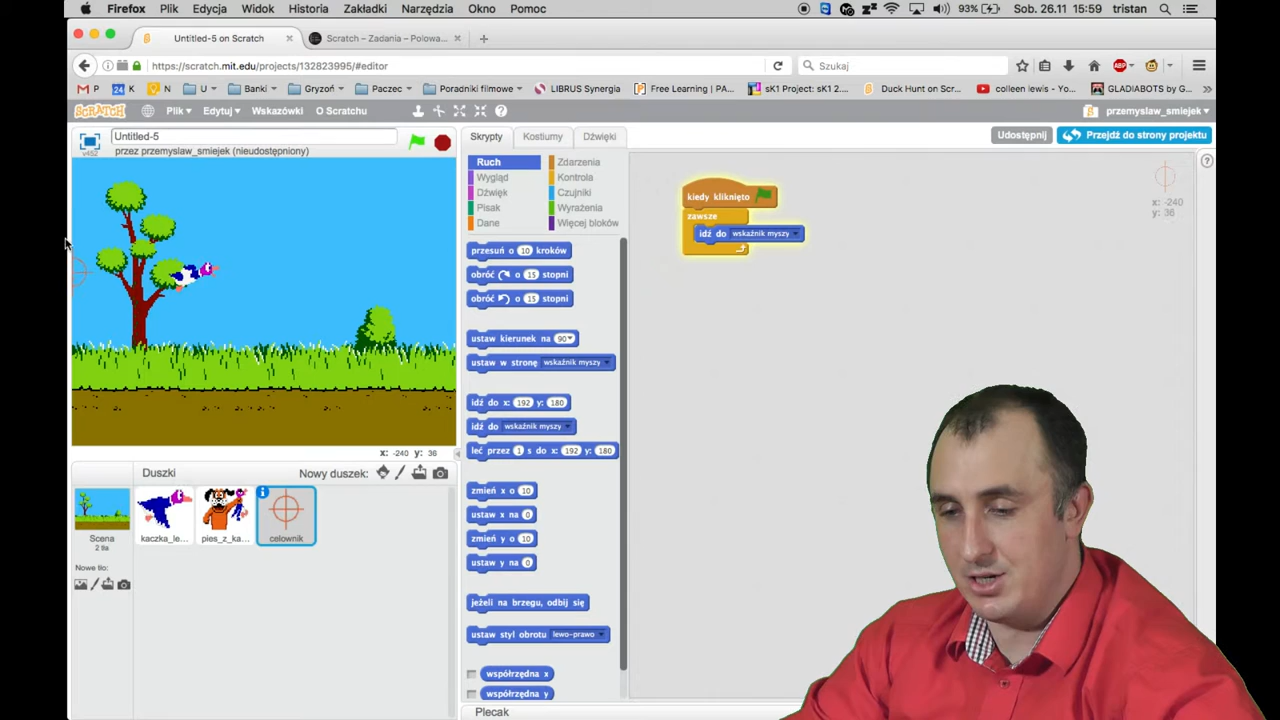 Firefox Plik Edycja Widok Historia Zakładki Narzędzia Okno Pomoc 93% Sob. 26.11 15:59 tristan
Untitled-5 on Scratch × Scratch – Zadania – Polowa... × +
https://scratch.mit.edu/projects/132823995/#editor Szukaj
M P 24 K N U Banki Gryzoń Paczec Poradniki filmowe LIBRUS Synergia Free Learning | PA... sK1 Project: sK1 2... Duck Hunt on Scr... colleen lewis - Yo... GLADIABOTS by G... »
SCRATCH Plik Edytuj Wskazówki O Scratchu ? przemyslaw_smiejek
Untitled-5
v452 przez przemyslaw_smiejek (nieudostępniony)
Skrypty Kostiumy Dźwięki
Udostępnij Przejdź do strony projektu
Ruch Zdarzenia
Wygląd Kontrola
Dźwięk Czujniki
Pisak Wyrażenia
Dane Więcej bloków
przesuń o 10 kroków
obróć o 15 stopni
obróć o 15 stopni
ustaw kierunek na 90
ustaw w stronę wskaźnik myszy
idź do x: 192 y: 180
idź do wskaźnik myszy
leć przez 1 s do x: 192 y: 180
zmień x o 10
ustaw x na 0
zmień y o 10
ustaw y na 0
jeżeli na brzegu, odbij się
ustaw styl obrotu lewo-prawo
współrzędna x
współrzędna y
kiedy kliknięto
zawsze
idź do wskaźnik myszy
x: -240
y: 36
?
x: -240 y: 36
Duszki Nowy duszek:
Scena
2 tła
Nowe tło:
kaczka_le...
pies_z_ka...
celownik
Plecak